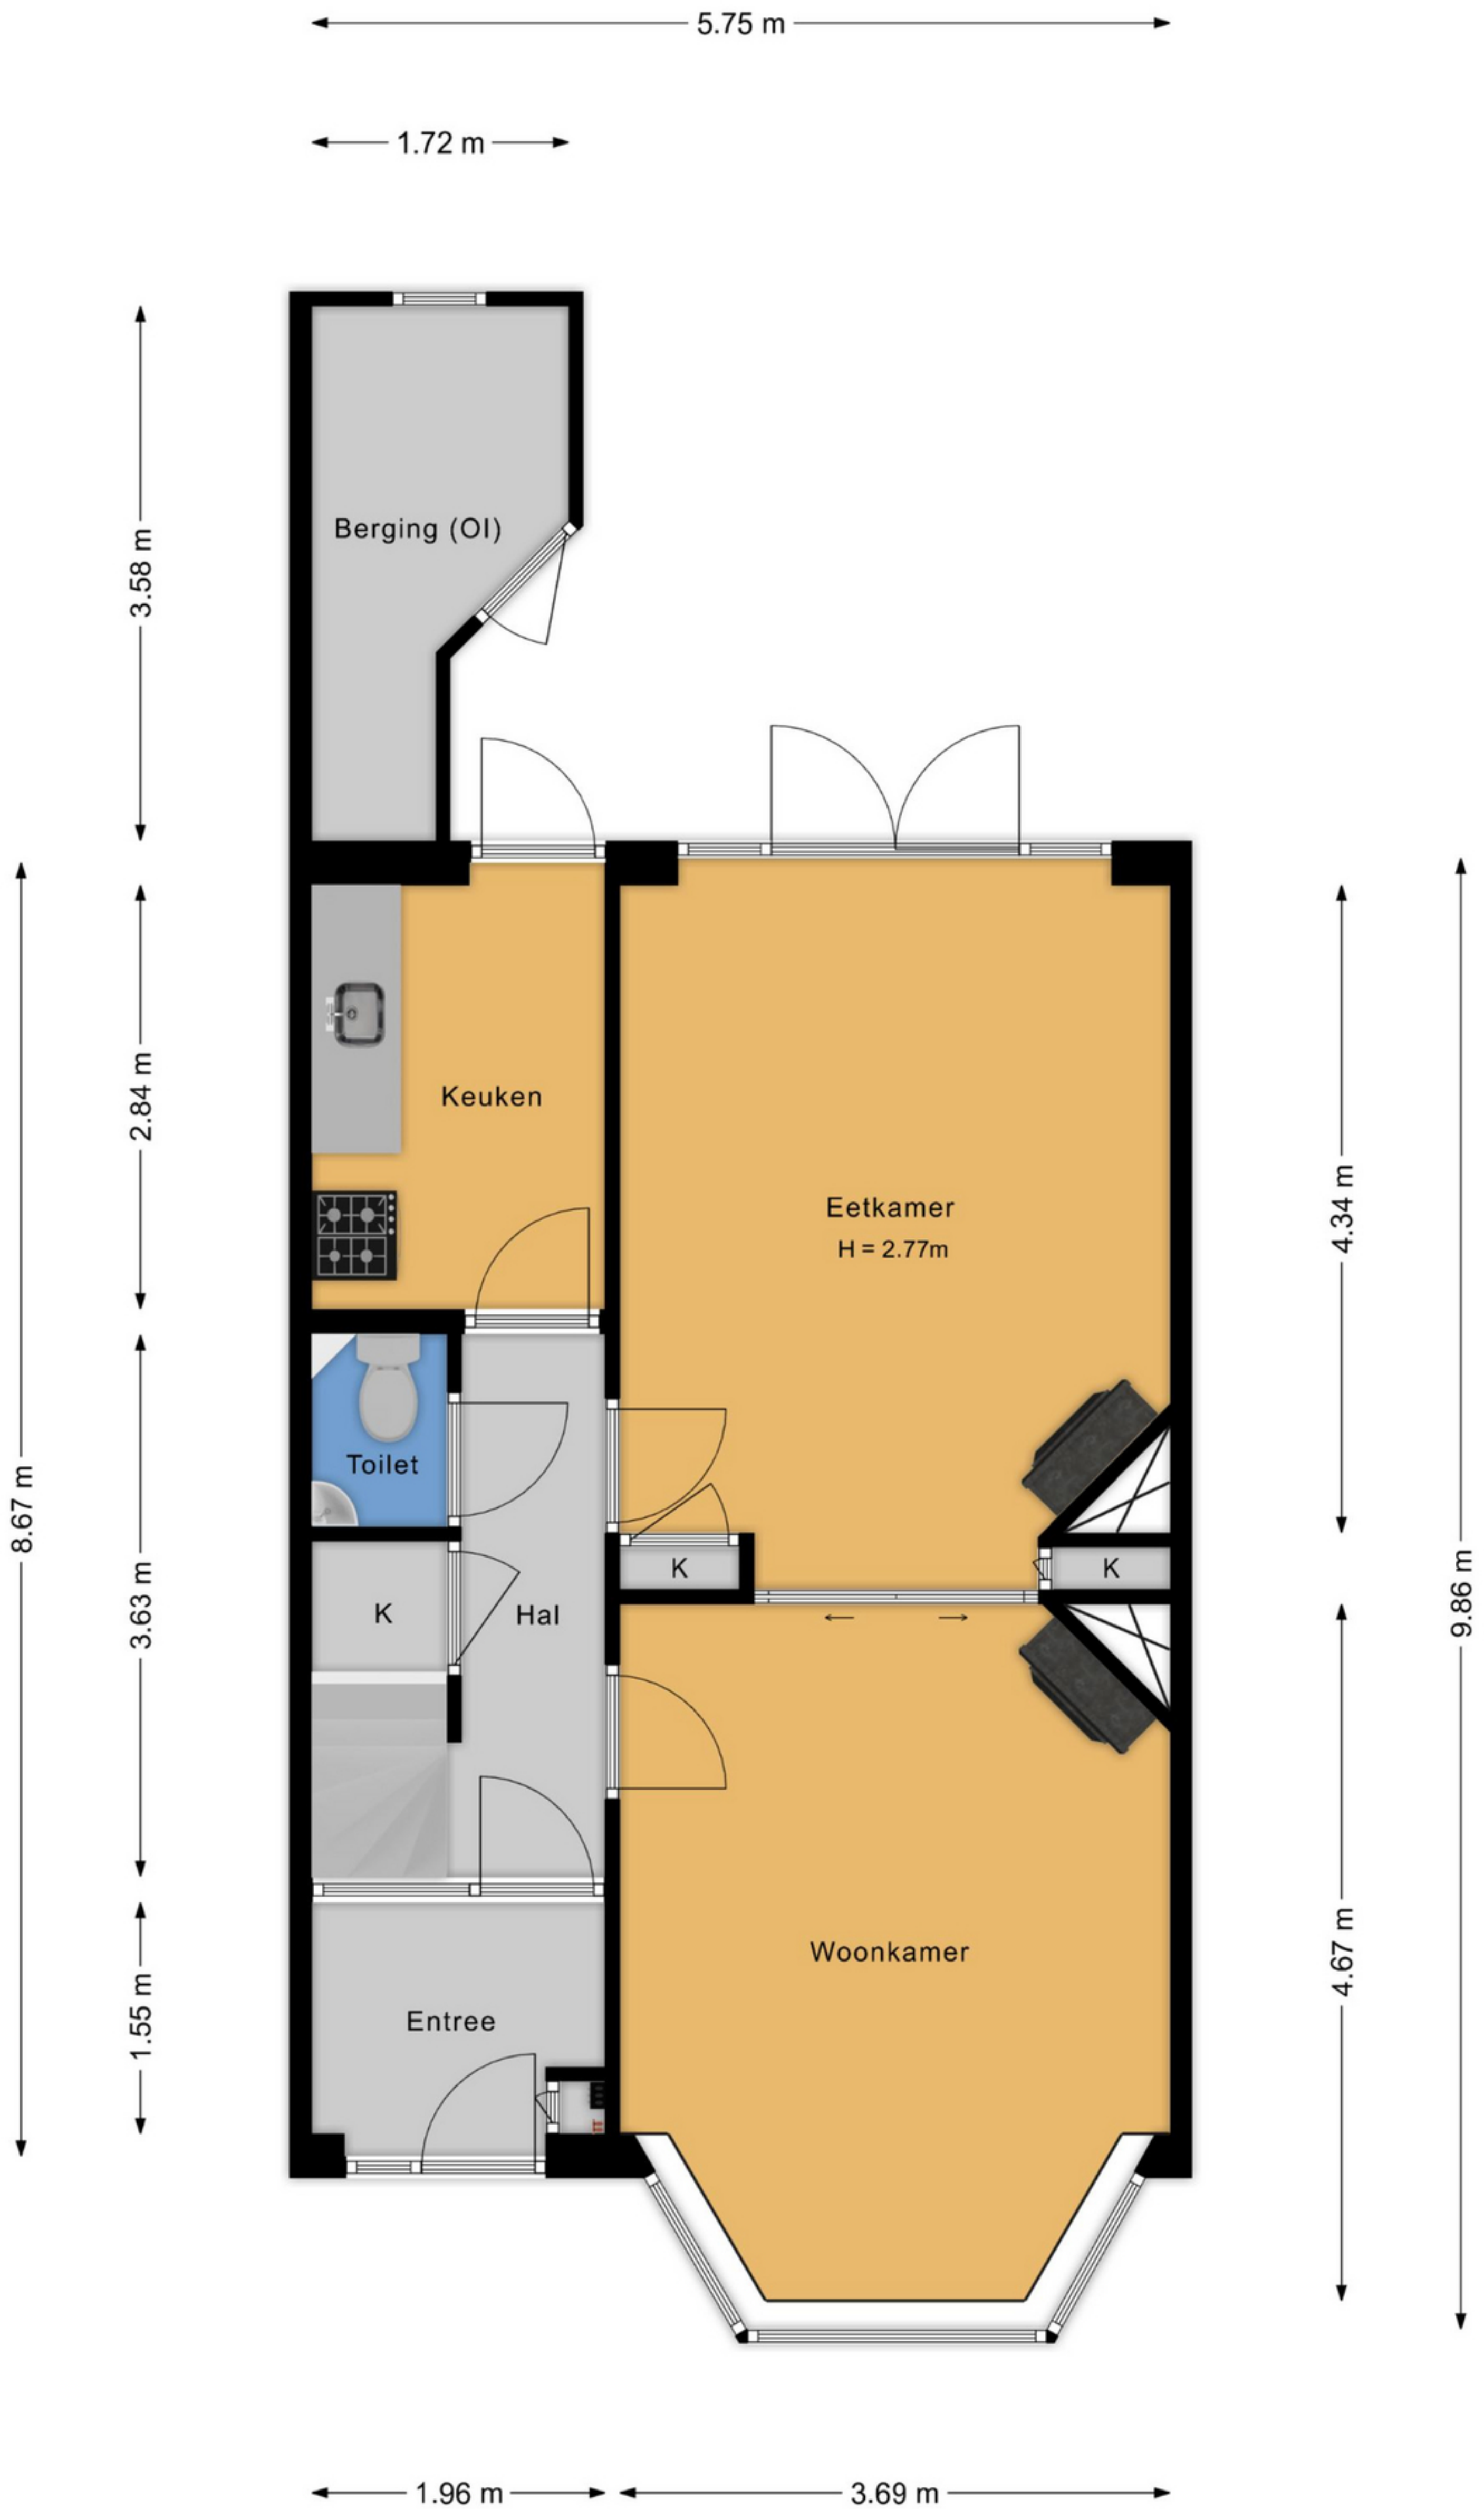 5.75 m
1.72 m
3.58 m
Berging (OI)
8.67 m
2.84 m
Keuken
Eetkamer
H = 2.77m
4.34 m
Toilet
K
K
K
Hal
3.63 m
9.86 m
Woonkamer
4.67 m
1.55 m
Entree
1.96 m
3.69 m